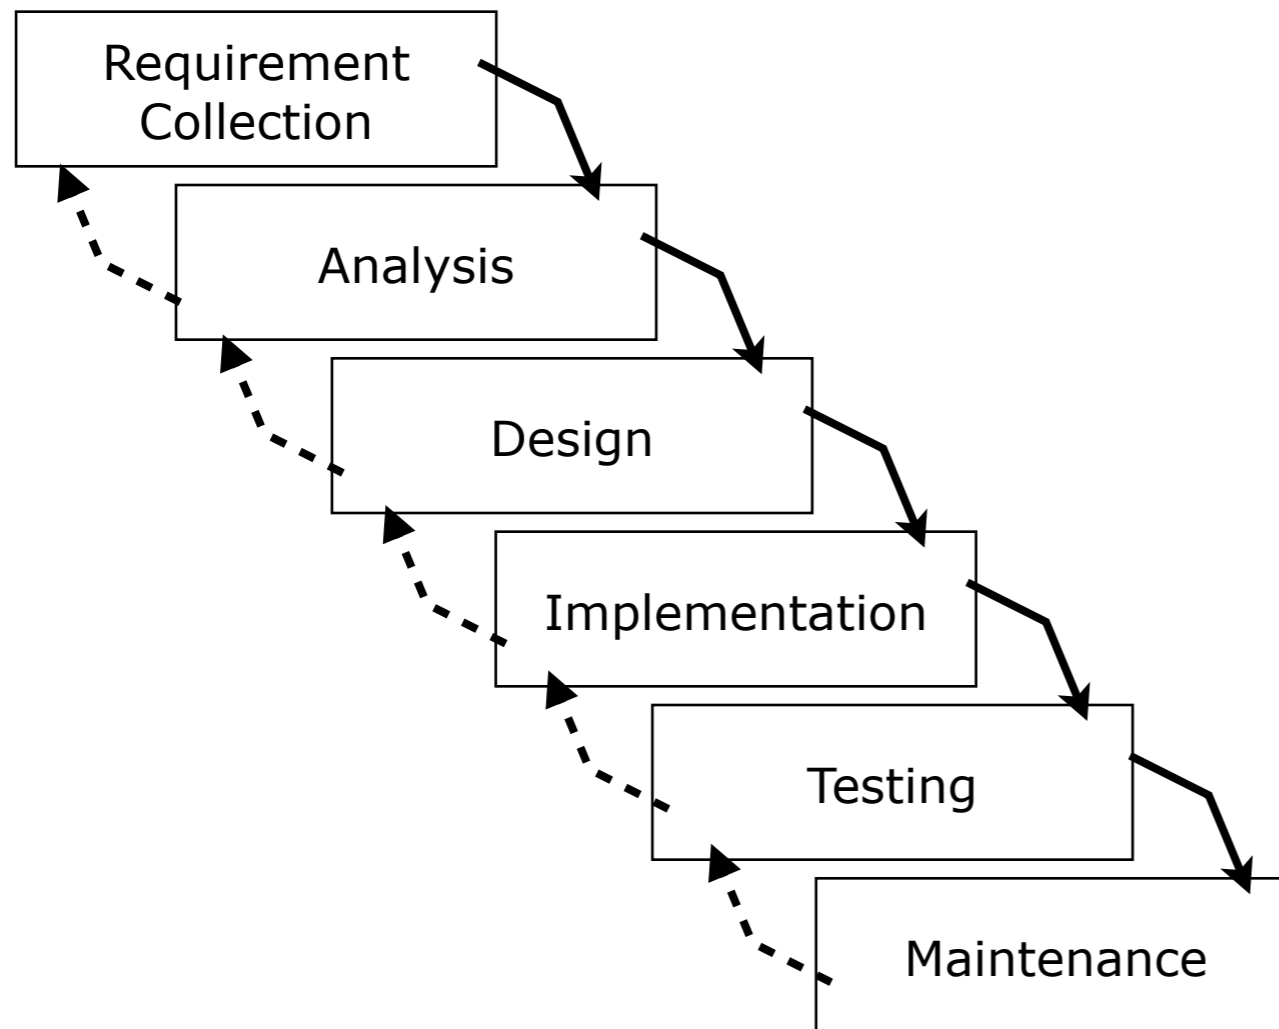 Requirement
Collection
Analysis
Design
Implementation
Testing
Maintenance